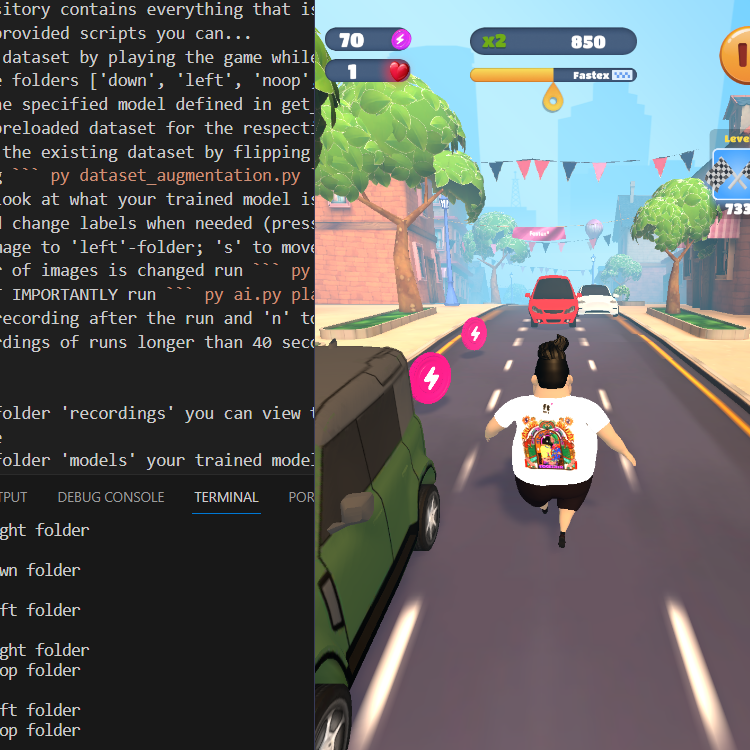 sitory contains everything that is
provided scripts you can...
dataset by playing the game while
e folders ['down', 'left', 'noop'
he specified model defined in get_
preloaded dataset for the respecti
the existing dataset by flipping
g ``` py dataset_augmentation.py `
look at what your trained model is
d change labels when needed (press
mage to 'left'-folder; 's' to move
r of images is changed run ``` py
T IMPORTANTLY run ``` py ai.py pla
recording after the run and 'n' to
rdings of runs longer than 40 seco
folder 'recordings' you can view t
e
folder 'models' your trained model
TPUT DEBUG CONSOLE TERMINAL POR
ght folder
wn folder
ft folder
ght folder
op folder
ft folder
op folder
70
x2 850
1
Fastex
Leve
733
Fastex